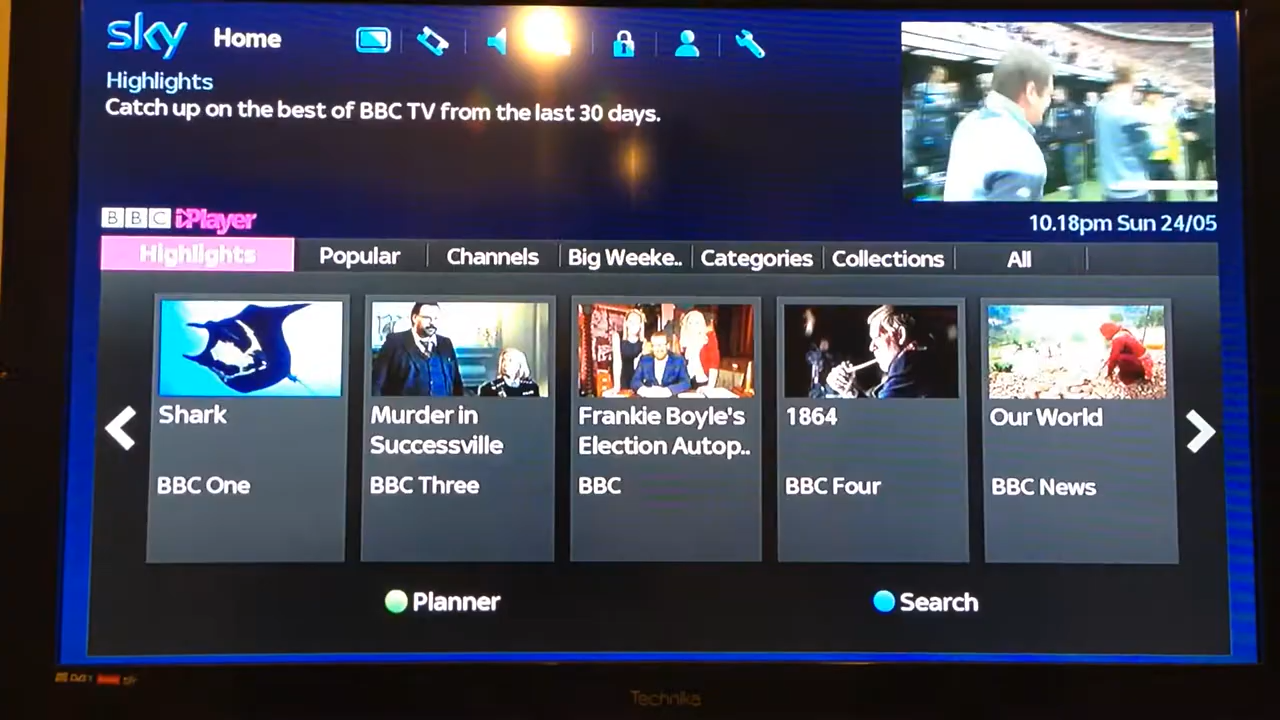 sky Home
Highlights
Catch up on the best of BBC TV from the last 30 days.
BBC iPlayer
10.18pm Sun 24/05
Highlights Popular Channels Big Weeke.. Categories Collections All
Shark
BBC One
Murder in
Successville
BBC Three
Frankie Boyle's
Election Autop..
BBC
1864
BBC Four
Our World
BBC News
Planner Search
Technika